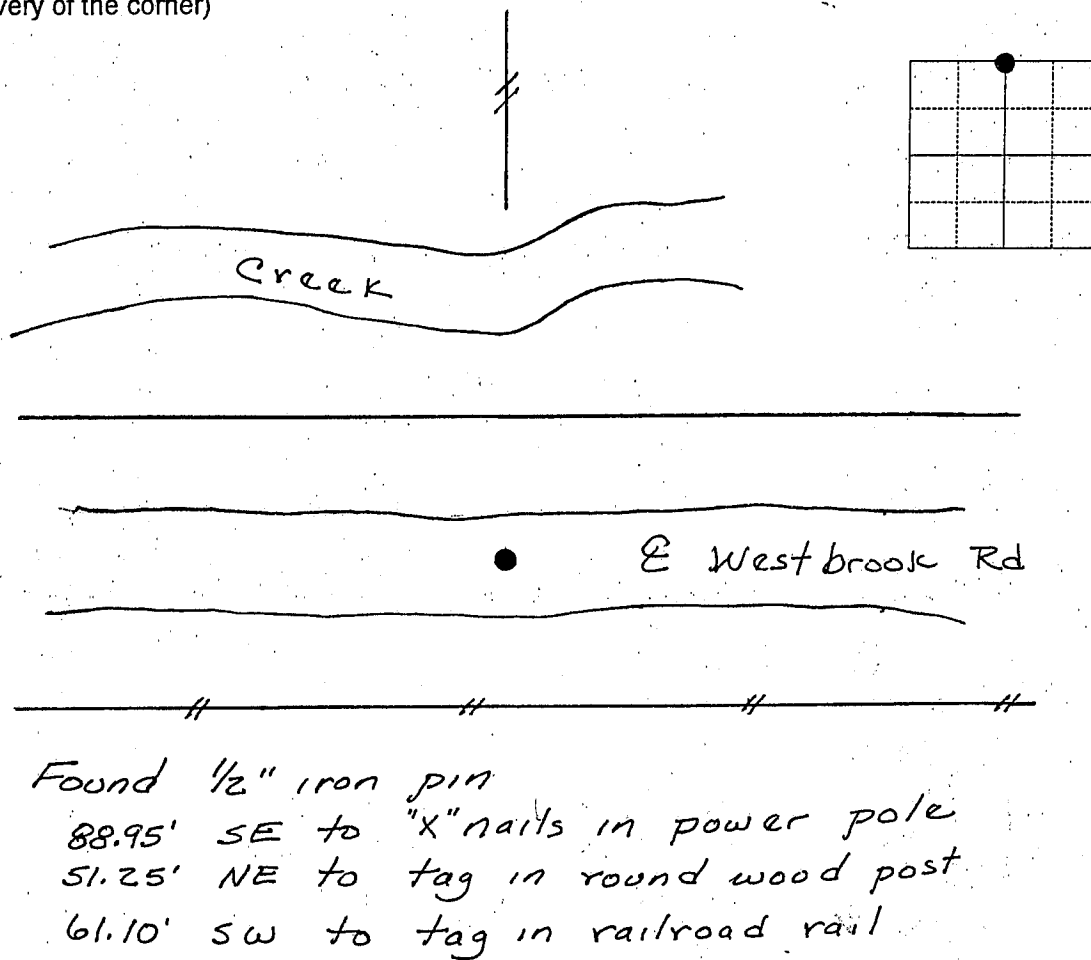 very of the corner)
Creek
℄ Westbrook Rd
Found 1/2" iron pin
88.95' SE to "X" nails in power pole
51.25' NE to tag in round wood post
61.10' SW to tag in railroad rail